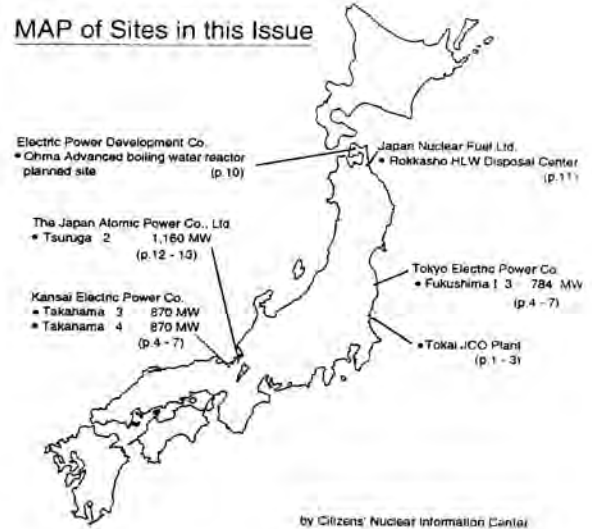 MAP of Sites in this Issue
Electric Power Development Co.
• Ohma Advanced boiling water reactor
planned site (p.10)
Japan Nuclear Fuel Ltd.
• Rokkasho HLW Disposal Center
(p.11)
The Japan Atomic Power Co., Ltd
• Tsuruga 2 1,160 MW
(p.12 - 13)
Kansai Electric Power Co.
• Takahama 3 870 MW
• Takahama 4 870 MW
(p.4 - 7)
Tokyo Electric Power Co.
• Fukushima I 3 784 MW
(p.4 - 7)
• Tokai JCO Plant
(p.1 - 3)
by Citizens' Nuclear Information Center